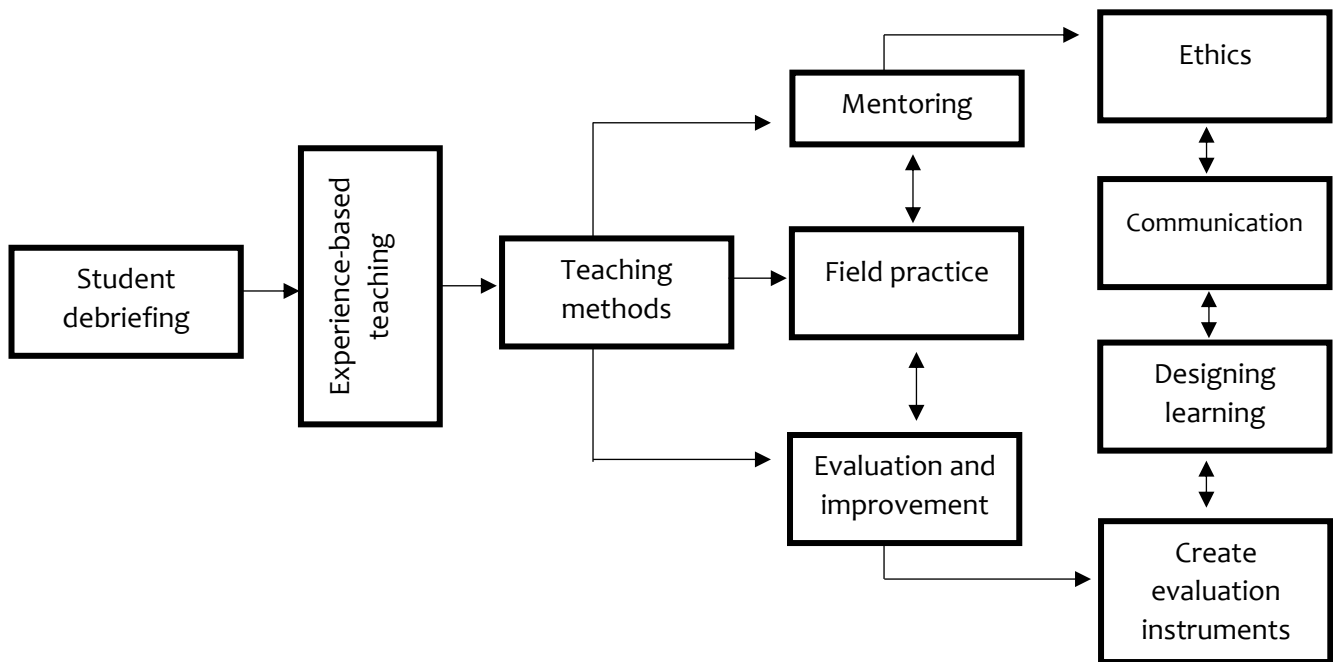 Student
debriefing
Experience-based
teaching
Teaching
methods
Mentoring
Field practice
Evaluation and
improvement
Ethics
Communication
Designing
learning
Create
evaluation
instruments